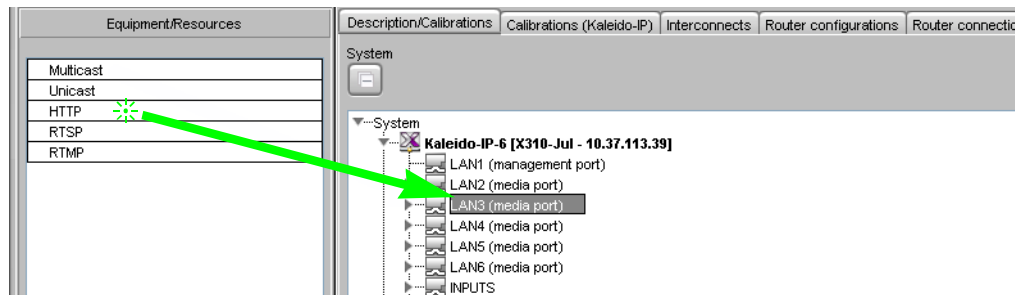 Equipment/Resources
Multicast
Unicast
HTTP
RTSP
RTMP
Description/Calibrations Calibrations (Kaleido-IP) Interconnects Router configurations Router connectio
System
System
Kaleido-IP-6 [X310-Jul - 10.37.113.39]
LAN1 (management port)
LAN2 (media port)
LAN3 (media port)
LAN4 (media port)
LAN5 (media port)
LAN6 (media port)
INPUTS